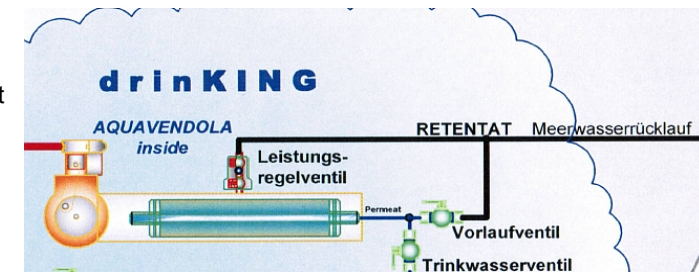 t
drinKING
AQUAVENDOLA
inside
RETENTAT
Meerwasserrücklauf
Leistungs-
regelventil
Permeat
Vorlaufventil
Trinkwasserventil